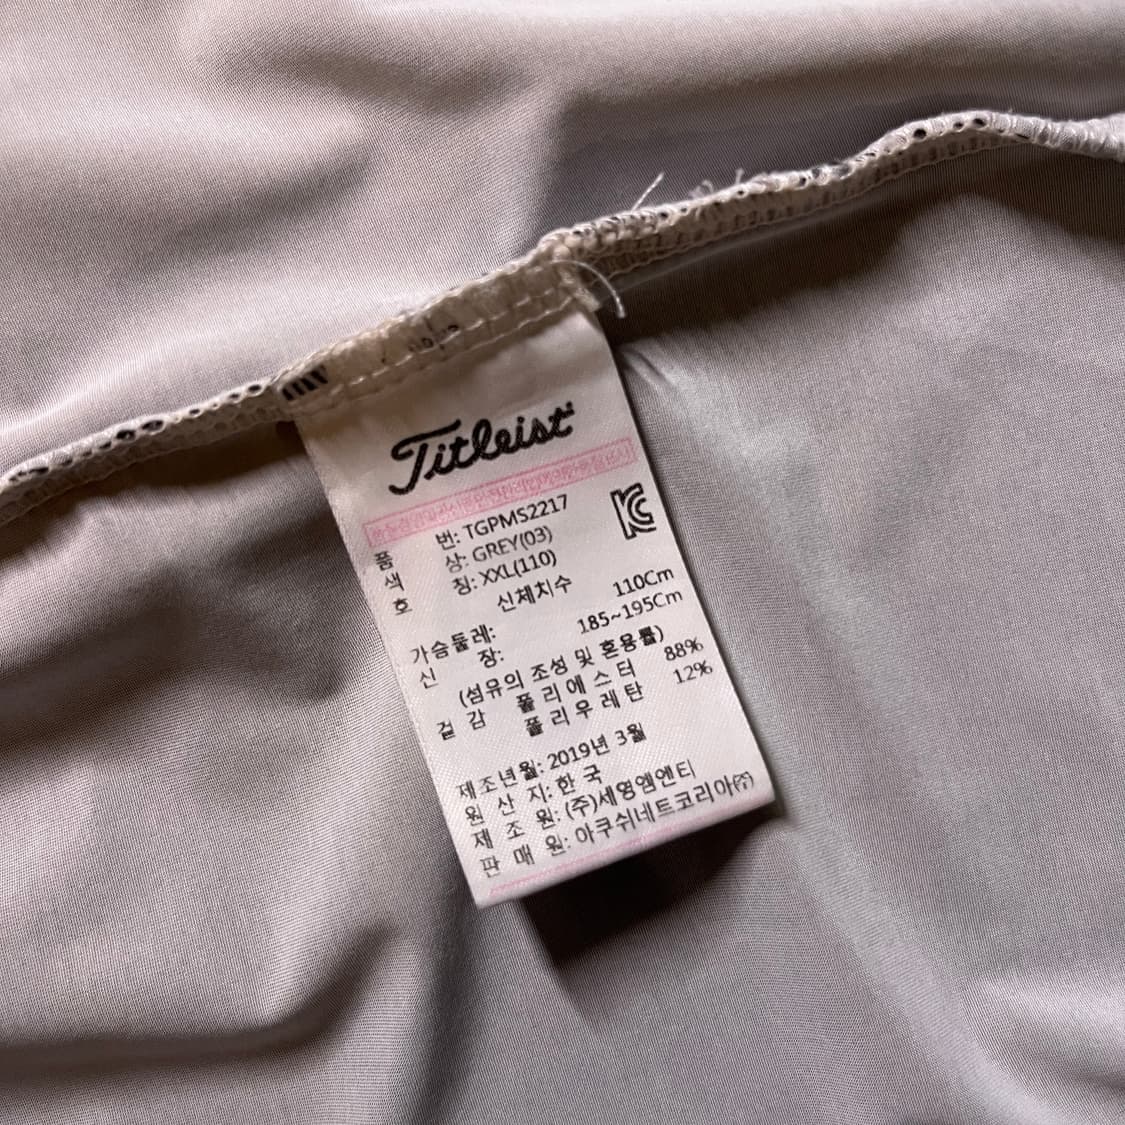 Titleist
품 번: TGPMS2217
색 상: GREY(03)
호 칭: XXL(110)
신체치수
가슴둘레: 110Cm
신 장: 185~195Cm
(섬유의 조성 및 혼용률)
겉 감 폴 리 에 스 터 88%
폴 리 우 레 탄 12%
제조년월: 2019년 3월
원 산 지: 한 국
제 조 원: (주)세영엠엔티
판 매 원: 아쿠쉬네트코리아㈜